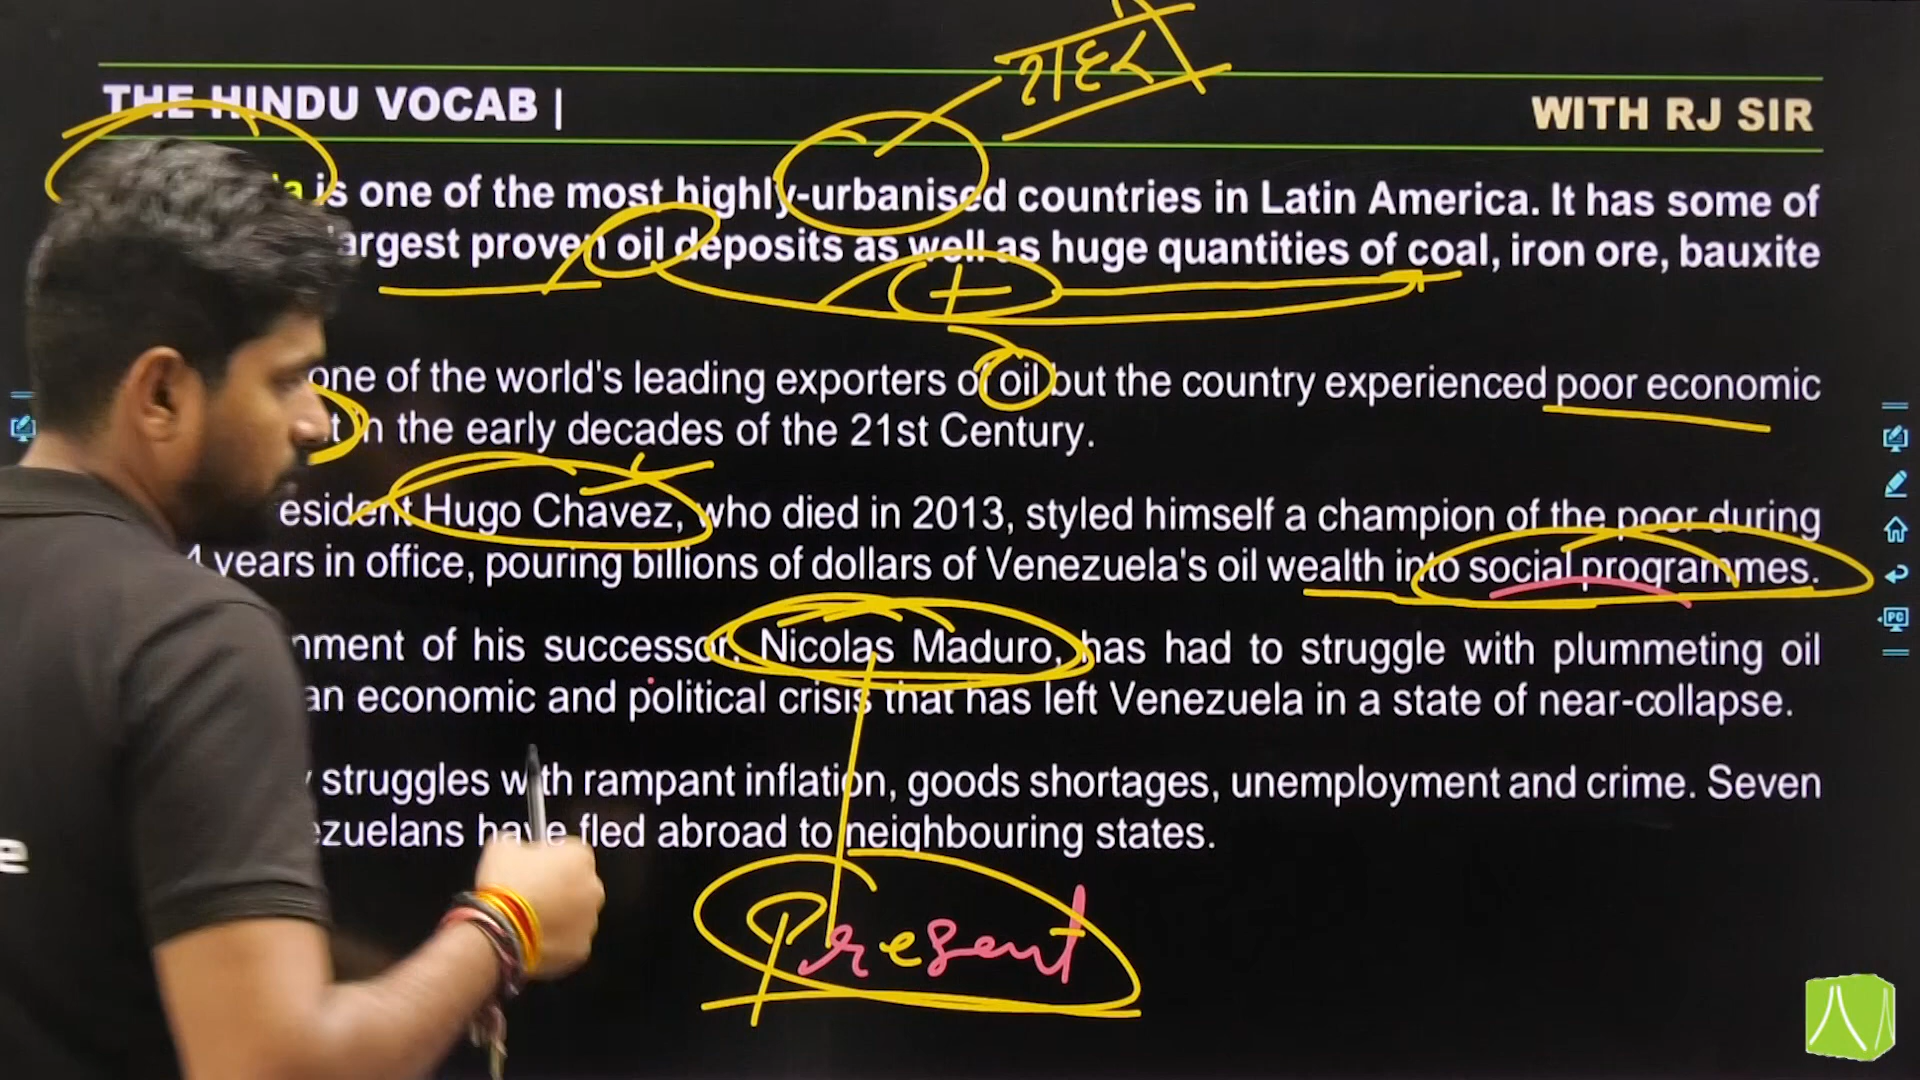 शहर
THE HINDU VOCAB |
WITH RJ SIR
is one of the most highly-urbanised countries in Latin America. It has some of
largest proven oil deposits as well as huge quantities of coal, iron ore, bauxite
one of the world's leading exporters of oil but the country experienced poor economic
in the early decades of the 21st Century.
Hugo Chavez, who died in 2013, styled himself a champion of the poor during
years in office, pouring billions of dollars of Venezuela's oil wealth into social programmes.
of his successor, Nicolas Maduro, has had to struggle with plummeting oil
an economic and political crisis that has left Venezuela in a state of near-collapse.
struggles with rampant inflation, goods shortages, unemployment and crime. Seven
have fled abroad to neighbouring states.
Present
PC